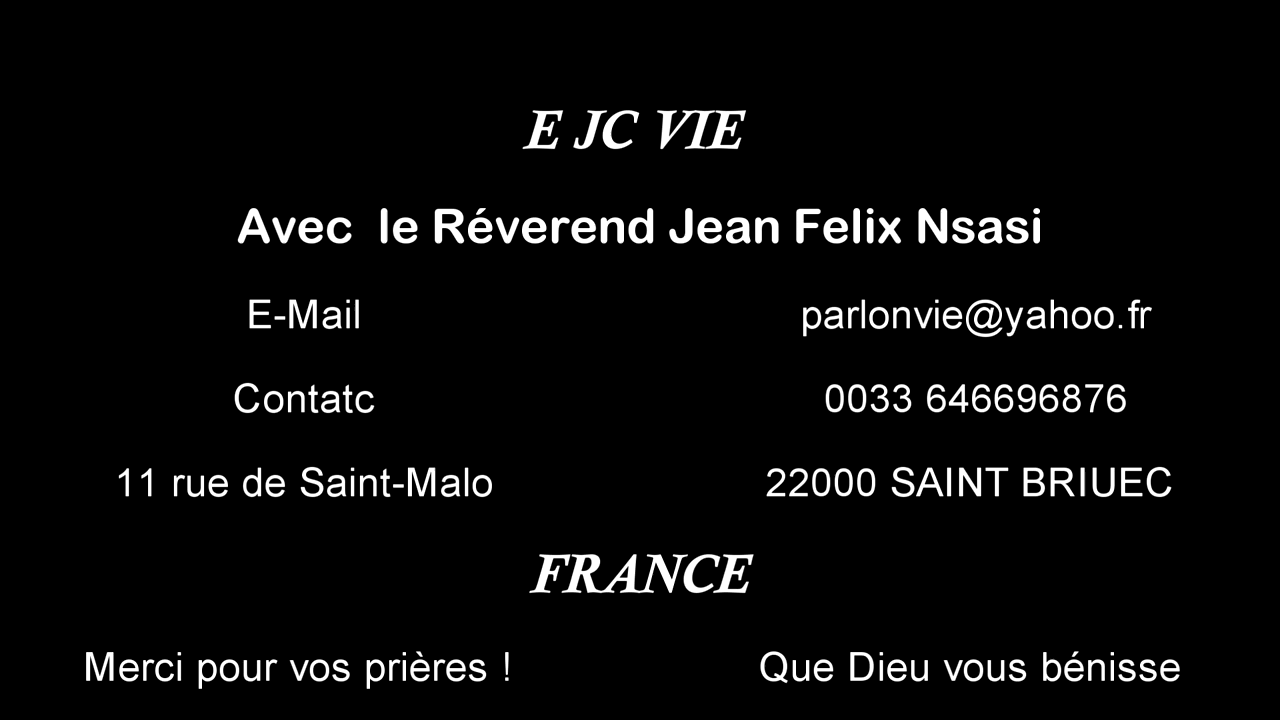 E JC VIE
Avec le Réverend Jean Felix Nsasi
E-Mail parlonvie@yahoo.fr
Contatc 0033 646696876
11 rue de Saint-Malo 22000 SAINT BRIUEC
FRANCE
Merci pour vos prières ! Que Dieu vous bénisse